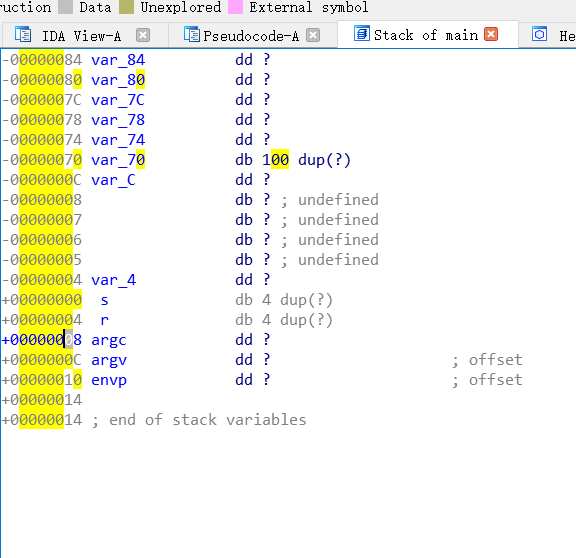 ruction Data Unexplored External symbol
IDA View-A Pseudocode-A Stack of main He
-00000084 var_84 dd ?
-00000080 var_80 dd ?
-0000007C var_7C dd ?
-00000078 var_78 dd ?
-00000074 var_74 dd ?
-00000070 var_70 db 100 dup(?)
-0000000C var_C dd ?
-00000008 db ? ; undefined
-00000007 db ? ; undefined
-00000006 db ? ; undefined
-00000005 db ? ; undefined
-00000004 var_4 dd ?
+00000000 s db 4 dup(?)
+00000004 r db 4 dup(?)
+00000008 argc dd ?
+0000000C argv dd ? ; offset
+00000010 envp dd ? ; offset
+00000014
+00000014 ; end of stack variables